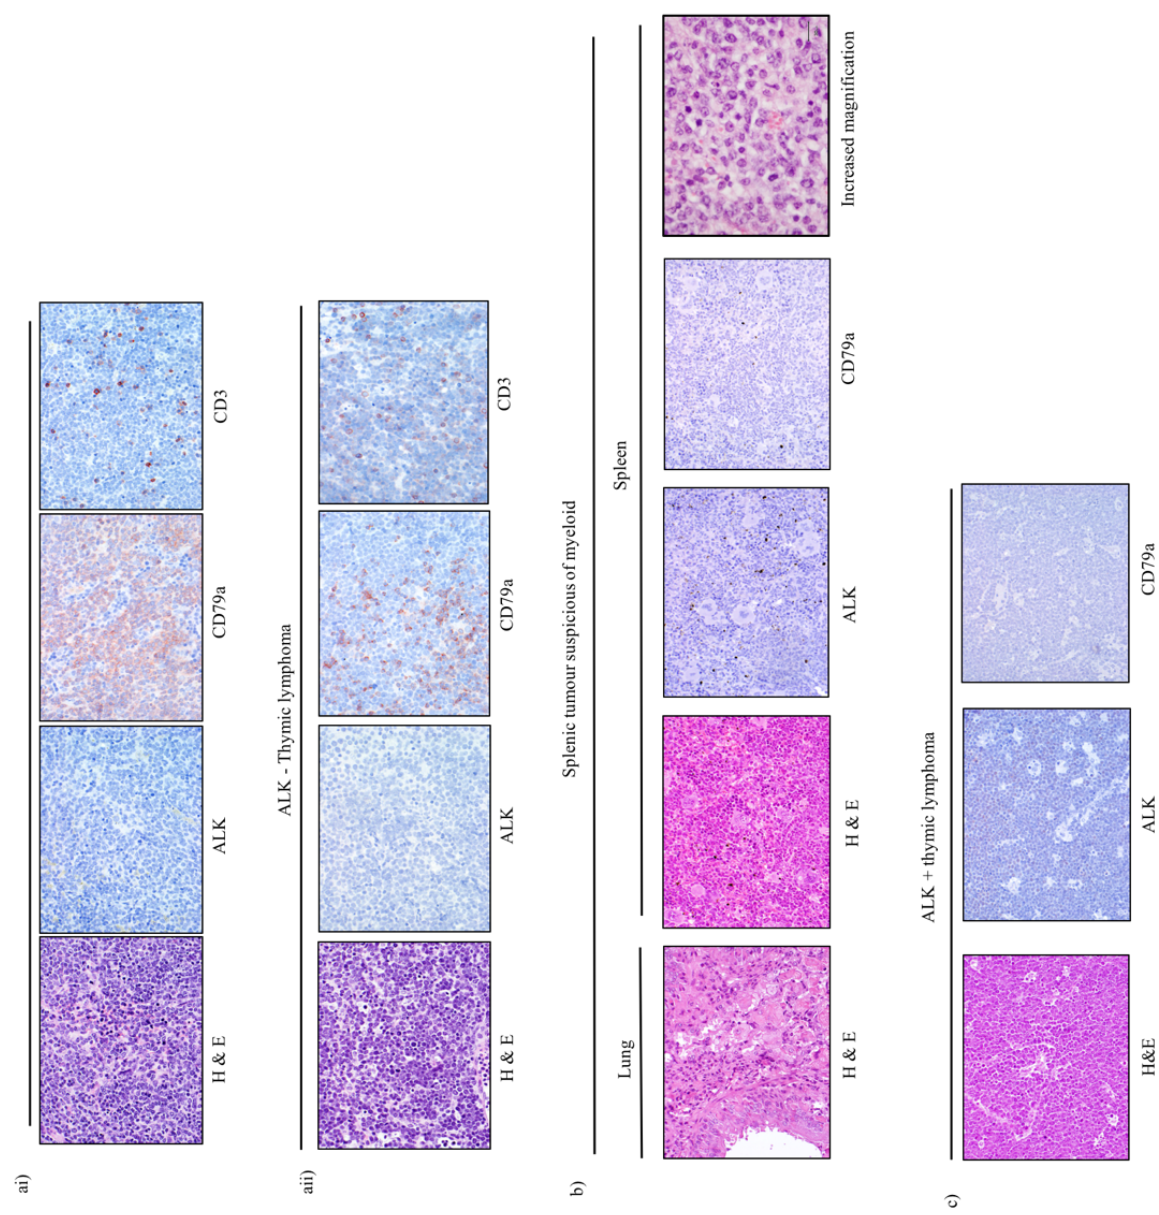 ai)
H & E
ALK
CD79a
CD3
aii)
ALK - Thymic lymphoma
H & E
ALK
CD79a
CD3
b)
Splenic tumour suspicious of myeloid
Lung
Spleen
H & E
H & E
ALK
CD79a
Increased magnification
c)
ALK + thymic lymphoma
H&E
ALK
CD79a